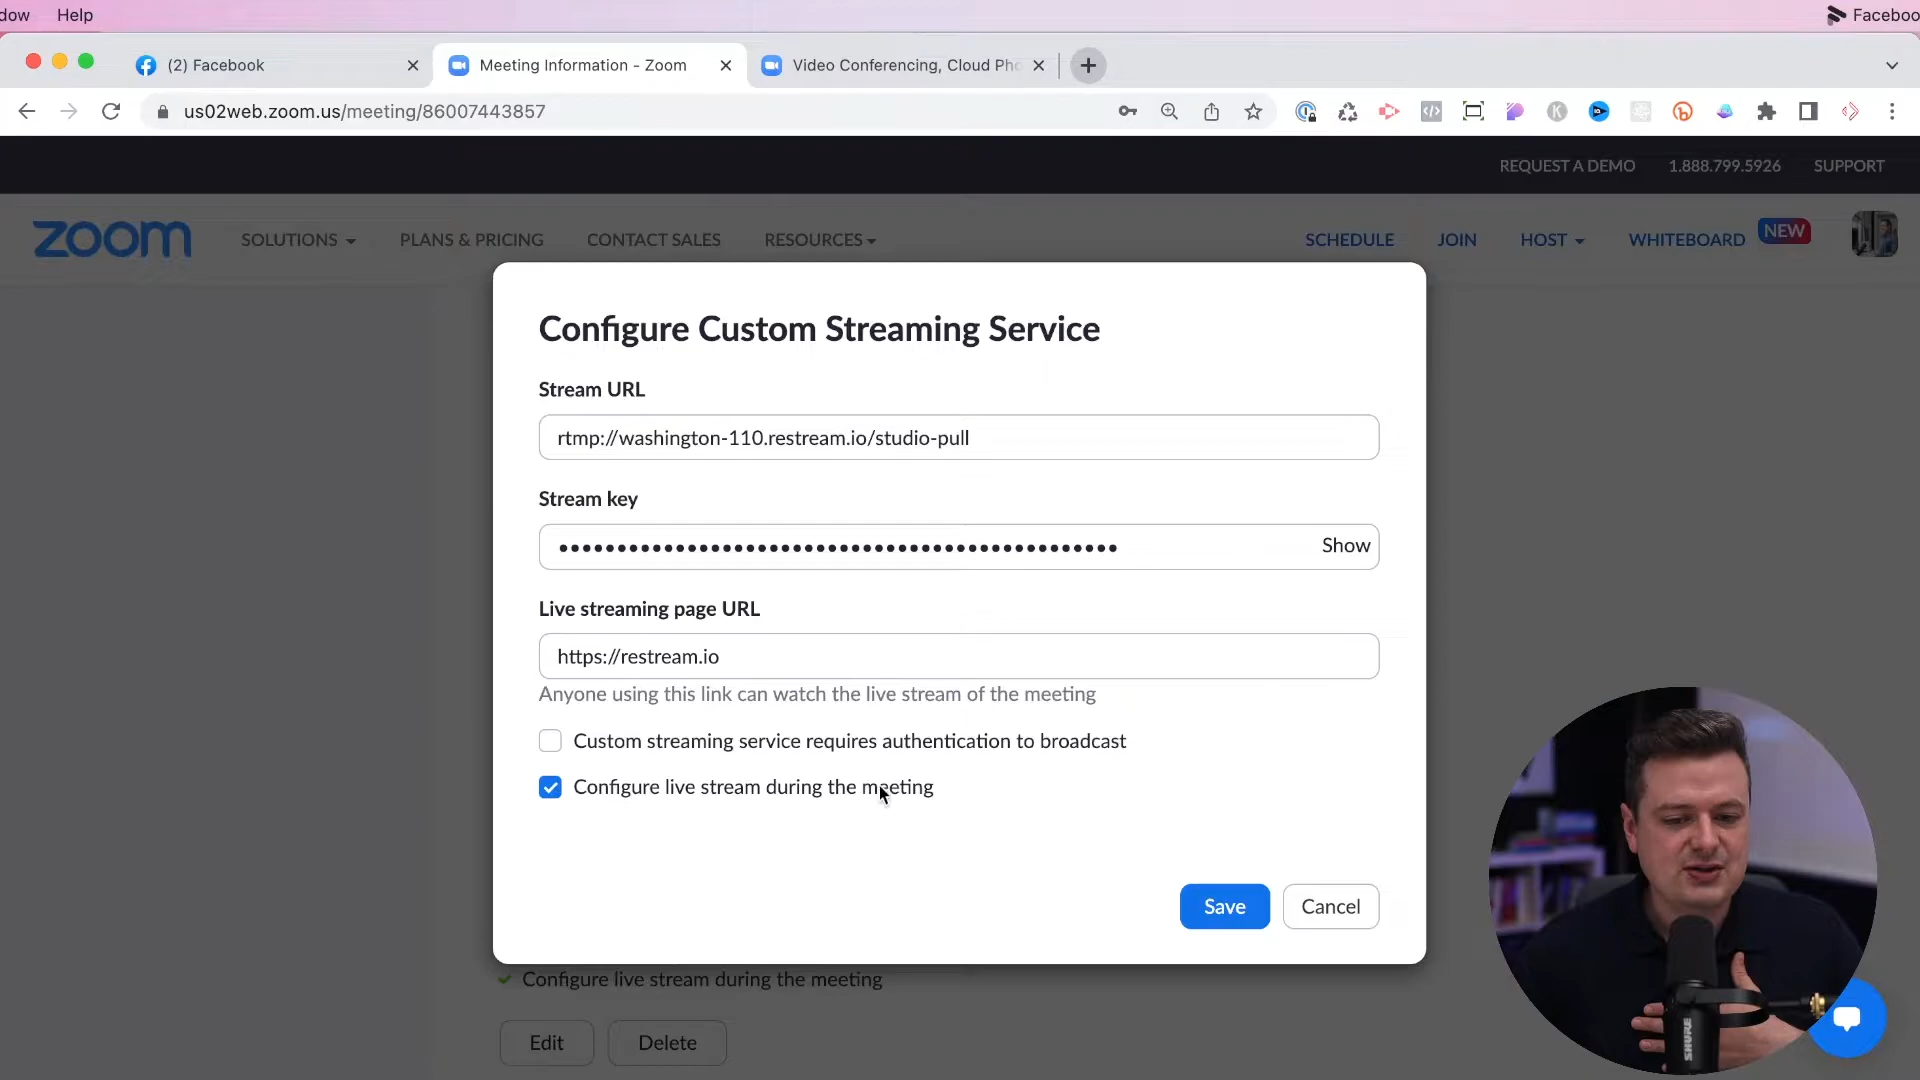 dow Help Faceboo
(2) Facebook Meeting Information - Zoom Video Conferencing, Cloud Pho
us02web.zoom.us/meeting/86007443857
REQUEST A DEMO 1.888.799.5926 SUPPORT
zoom SOLUTIONS PLANS & PRICING CONTACT SALES RESOURCES SCHEDULE JOIN HOST WHITEBOARD NEW
Configure Custom Streaming Service
Stream URL
rtmp://washington-110.restream.io/studio-pull
Stream key
Show
Live streaming page URL
https://restream.io
Anyone using this link can watch the live stream of the meeting
Custom streaming service requires authentication to broadcast
Configure live stream during the meeting
Save Cancel
Configure live stream during the meeting
Edit Delete
SHURE